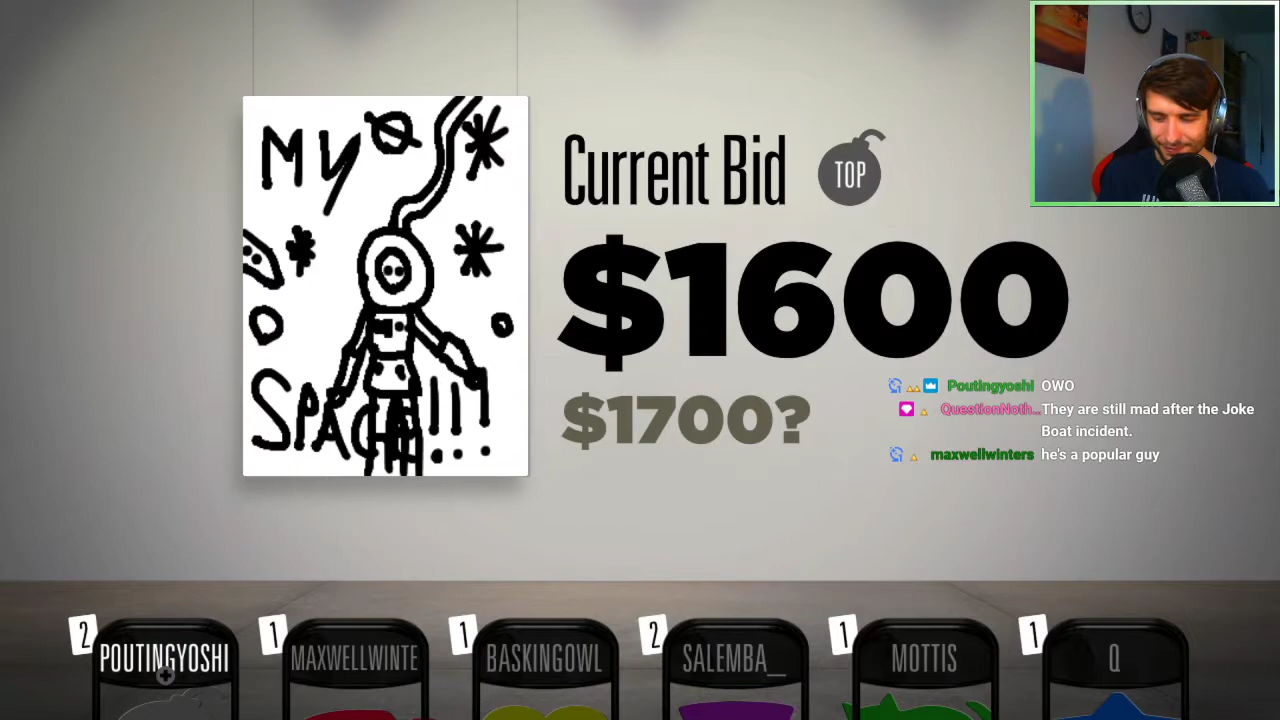 MY
SPACE!!!
Current Bid
TOP
$1600
$1700?
Poutingyoshi OWO
QuestionNoth... They are still mad after the Joke
Boat incident.
maxwellwinters he's a popular guy
2 POUTINGYOSHI
1 MAXWELLWINTE
1 BASKINGOWL
2 SALEMBA_
1 MOTTIS
1 Q